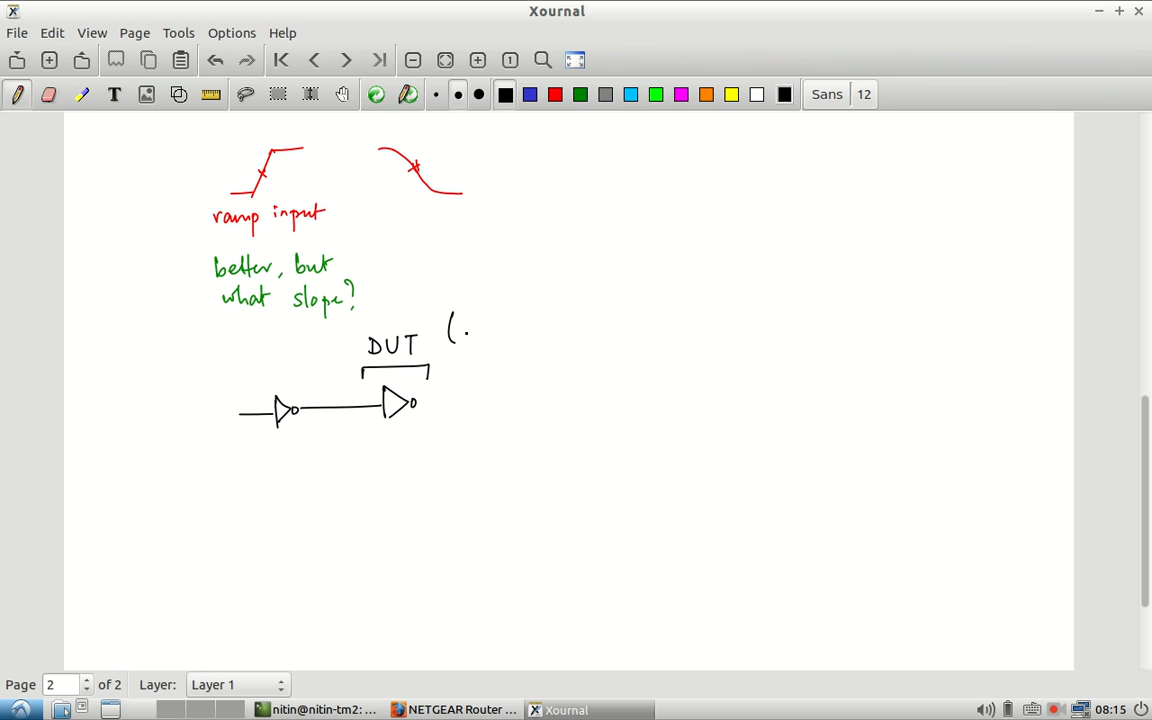 Xournal
File Edit View Page Tools Options Help
Sans 12
ramp input
better, but
what slope?
DUT (.
Page 2 of 2 Layer: Layer 1
nitin@nitin-tm2: ... NETGEAR Router ... Xournal 08:15